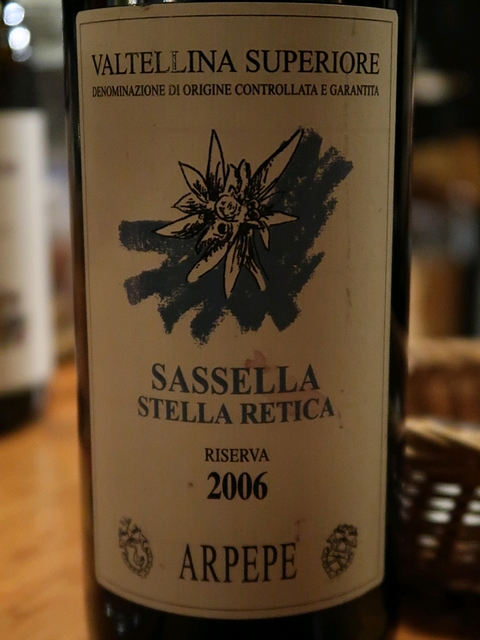 VALTELLINA SUPERIORE
DENOMINAZIONE DI ORIGINE CONTROLLATA E GARANTITA
SASSELLA
STELLA RETICA
RISERVA
2006
ARPEPE